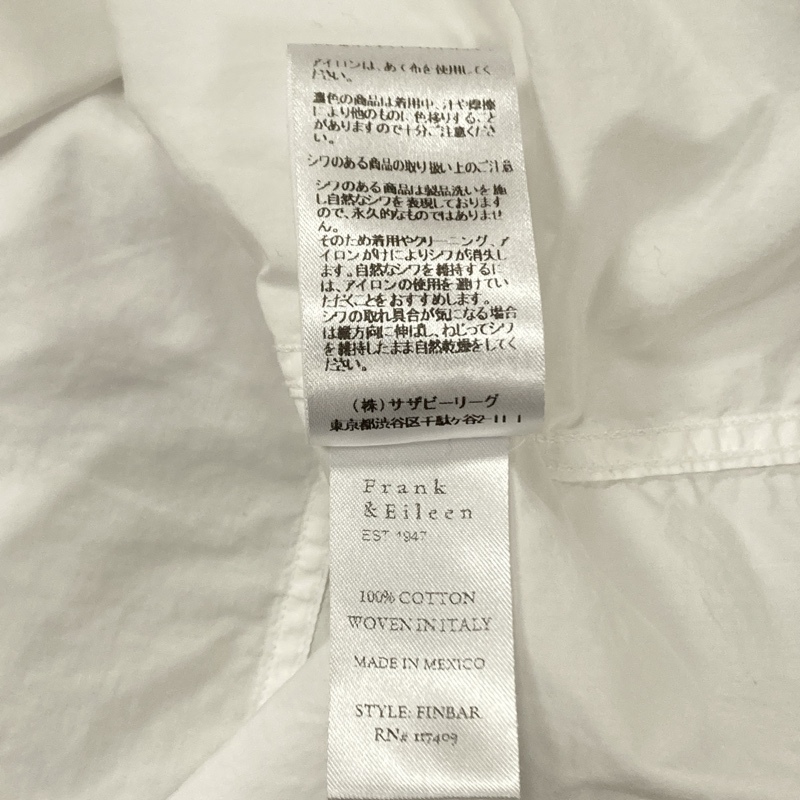 アイロンは、あて布を使用してく
ださい。
濃色の商品は着用中、汗や摩擦
により他のものに色移りする、こと
がありますので十分、ご注意くださ
い。
シワのある商品の取り扱い上のご注意
シワのある商品は製品洗いを施
し自然なシワを表現しております
ので、永久的なものではありませ
ん。
そのため着用やクリーニング、ア
イロンがけによりシワが消失し
ます。自然なシワを維持するに
は、アイロンの使用を避けてい
ただくことをおすすめします。
シワの取れ具合が気になる場合
は縦方向に伸ばし、ねじってシワ
を維持したまま自然乾燥をしてく
ださい。
(株)サザビーリーグ
東京都渋谷区千駄ヶ谷2-11-1
Frank
&Eileen
EST 1947
100% COTTON
WOVEN IN ITALY
MADE IN MEXICO
STYLE: FINBAR
RN# 117409